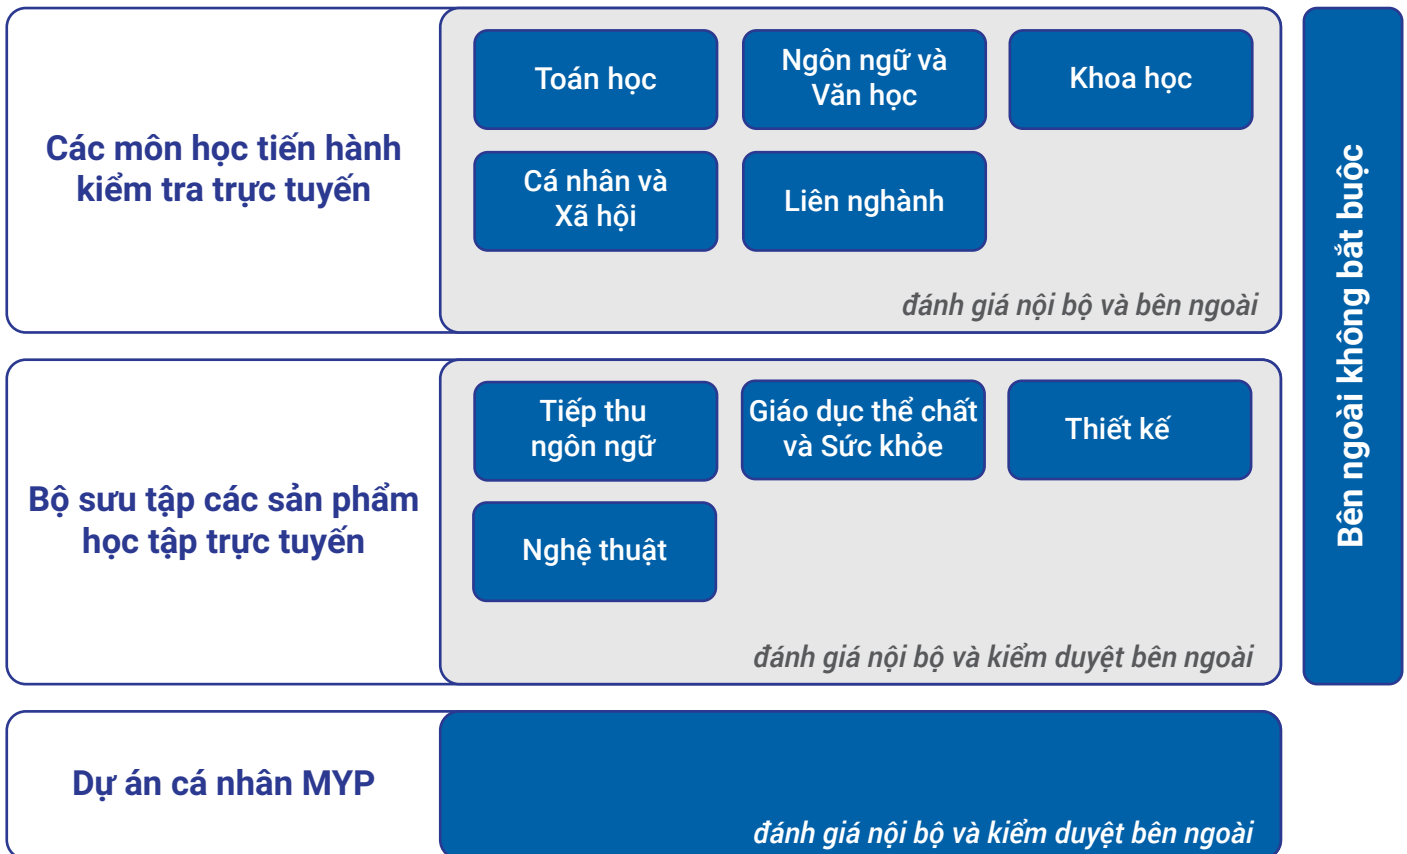 Các môn học tiến hành
kiểm tra trực tuyến
Toán học
Ngôn ngữ và
Văn học
Khoa học
Cá nhân và
Xã hội
Liên nghành
đánh giá nội bộ và bên ngoài
Bộ sưu tập các sản phẩm
học tập trực tuyến
Tiếp thu
ngôn ngữ
Giáo dục thể chất
và Sức khỏe
Thiết kế
Nghệ thuật
đánh giá nội bộ và kiểm duyệt bên ngoài
Bên ngoài không bắt buộc
Dự án cá nhân MYP
đánh giá nội bộ và kiểm duyệt bên ngoài